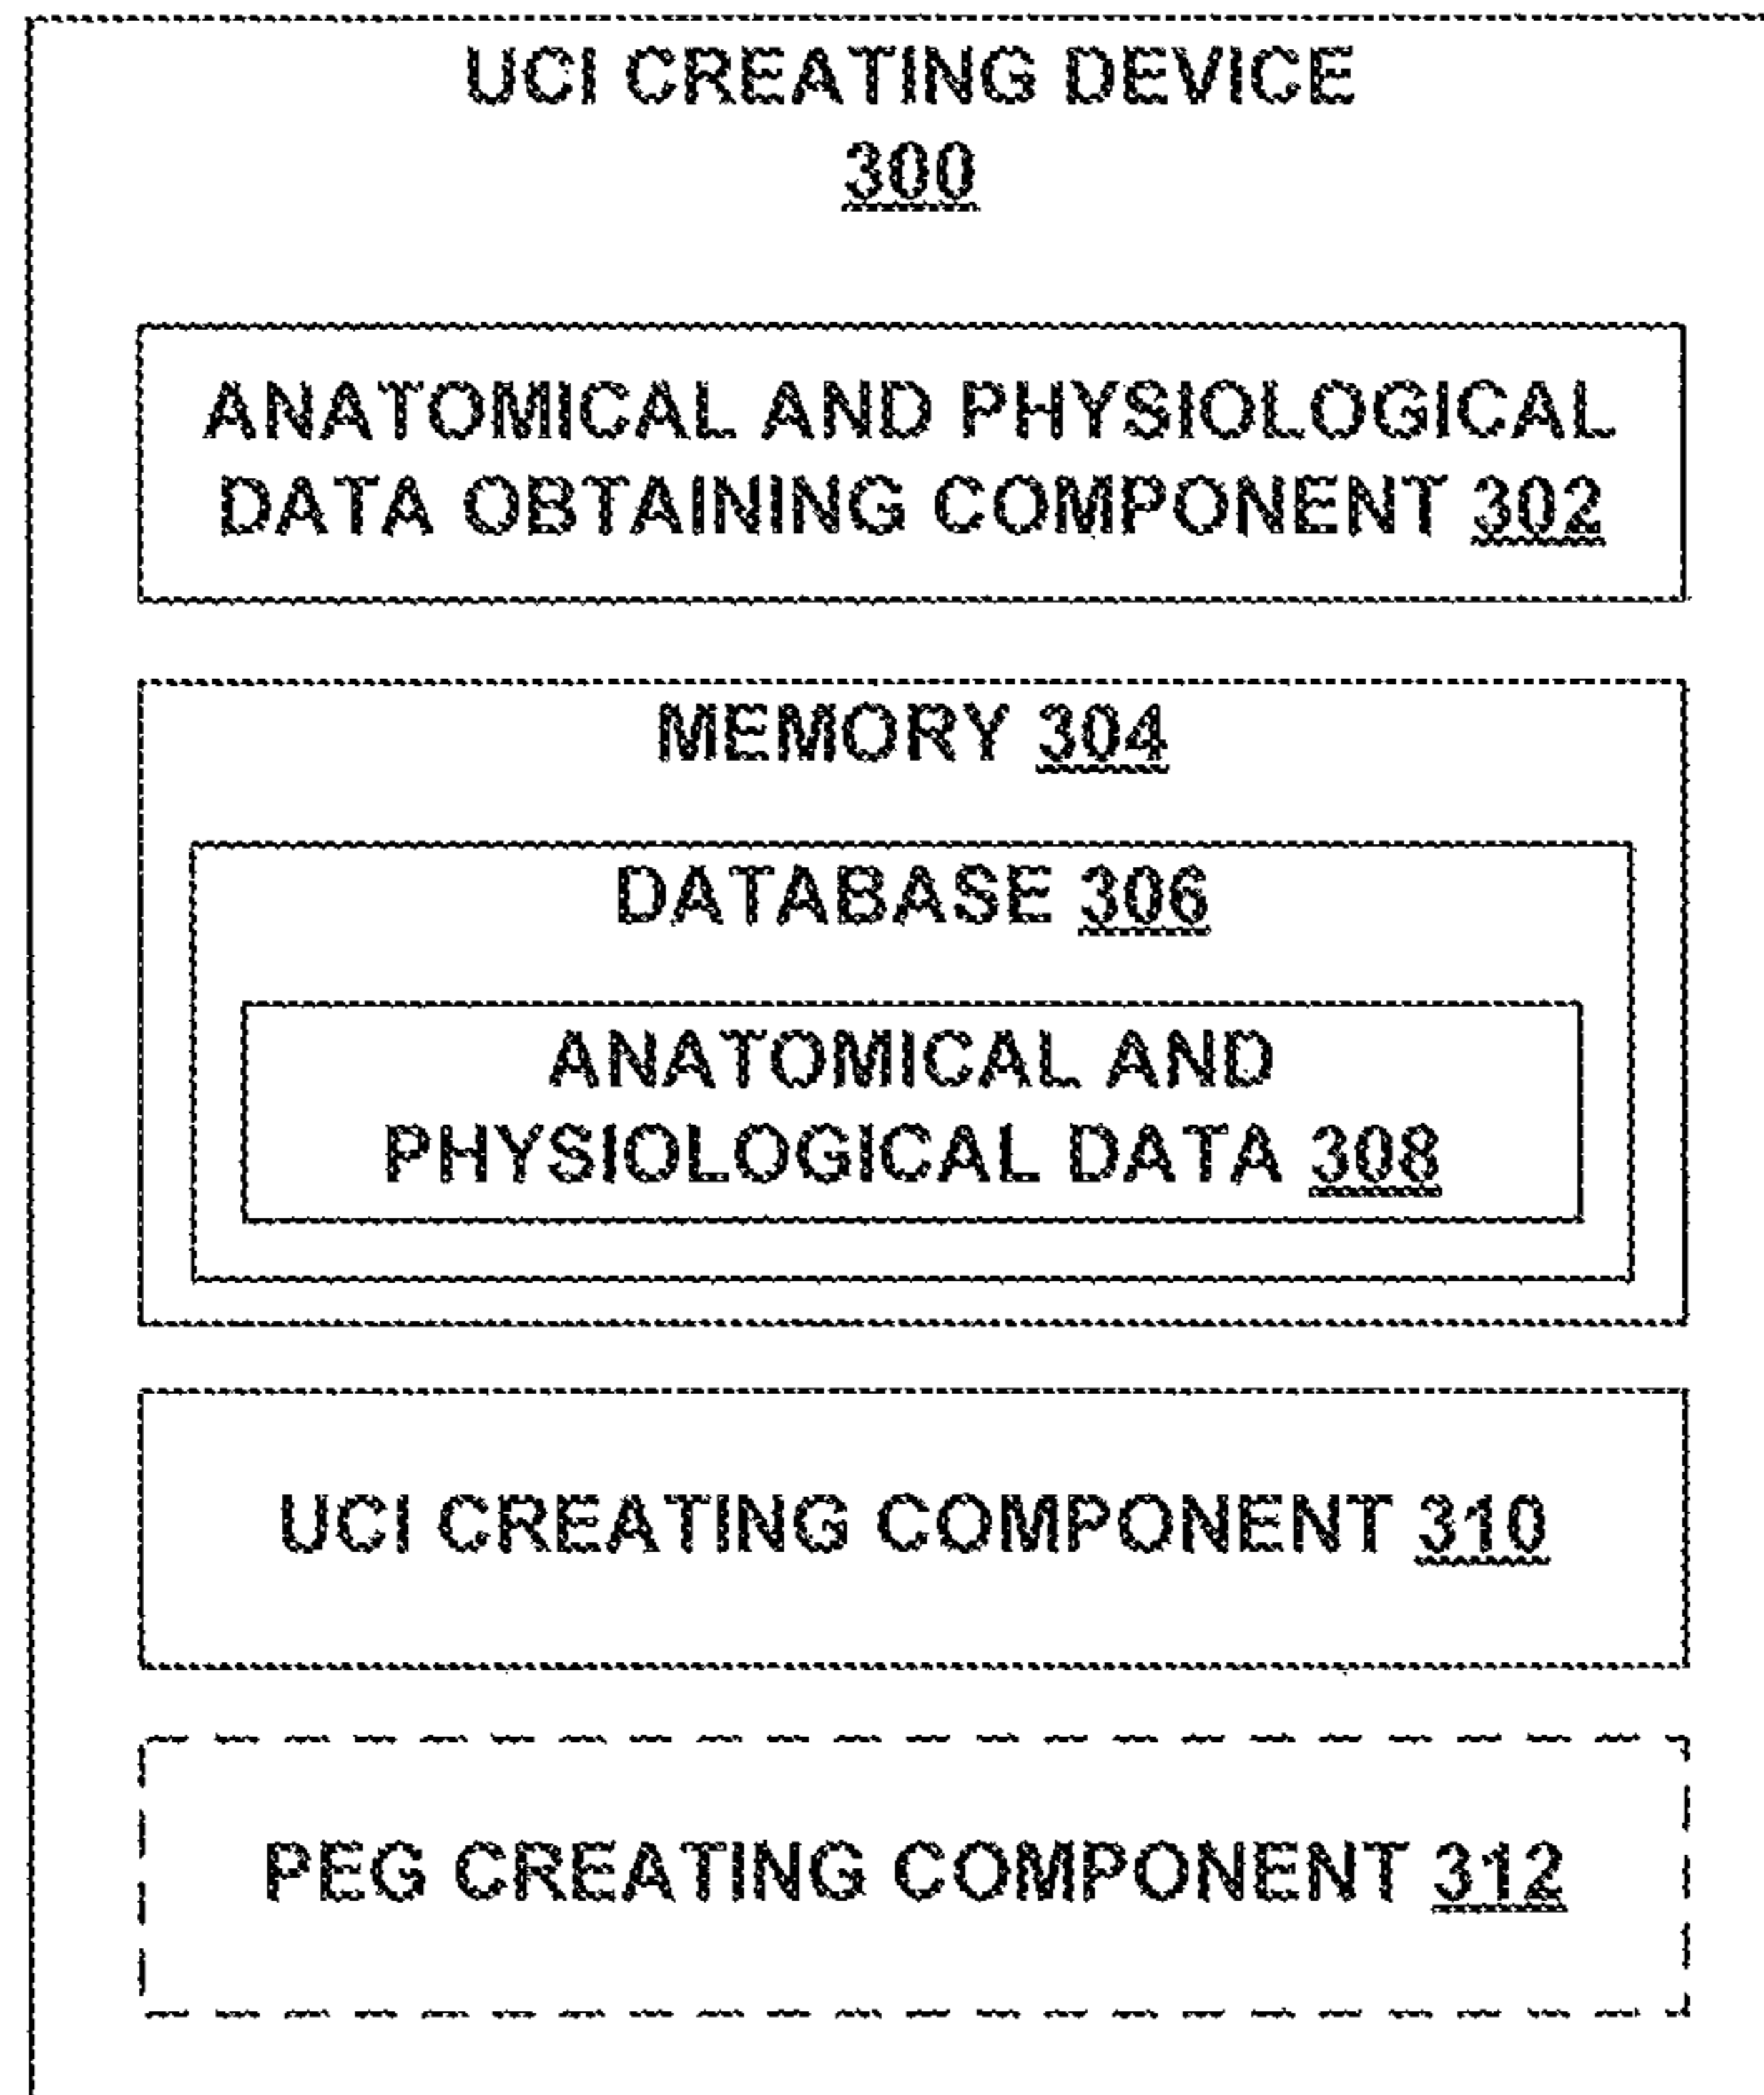 UCI CREATING DEVICE
300
ANATOMICAL AND PHYSIOLOGICAL
DATA OBTAINING COMPONENT 302
MEMORY 304
DATABASE 306
ANATOMICAL AND
PHYSIOLOGICAL DATA 308
UCI CREATING COMPONENT 310
PEG CREATING COMPONENT 312